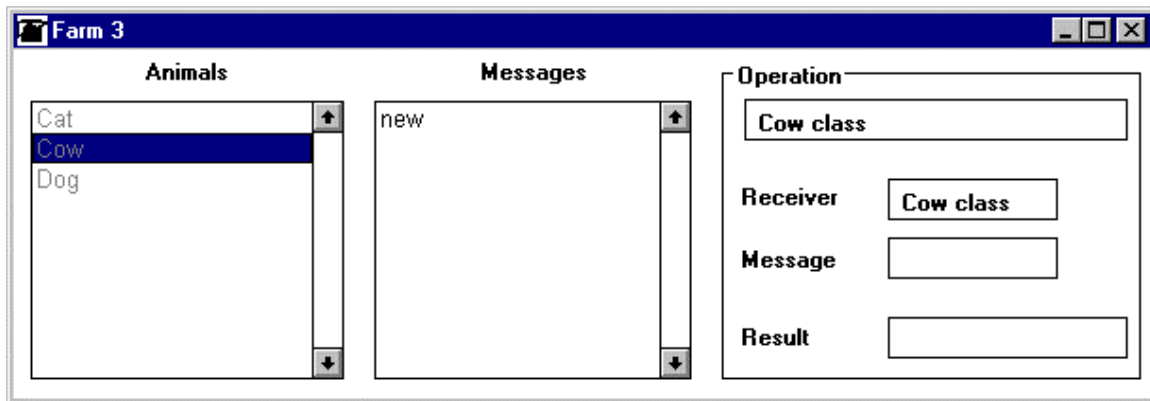 Farm 3
Animals
Messages
Operation
Cat
Cow
Dog
new
Cow class
Receiver Cow class
Message
Result